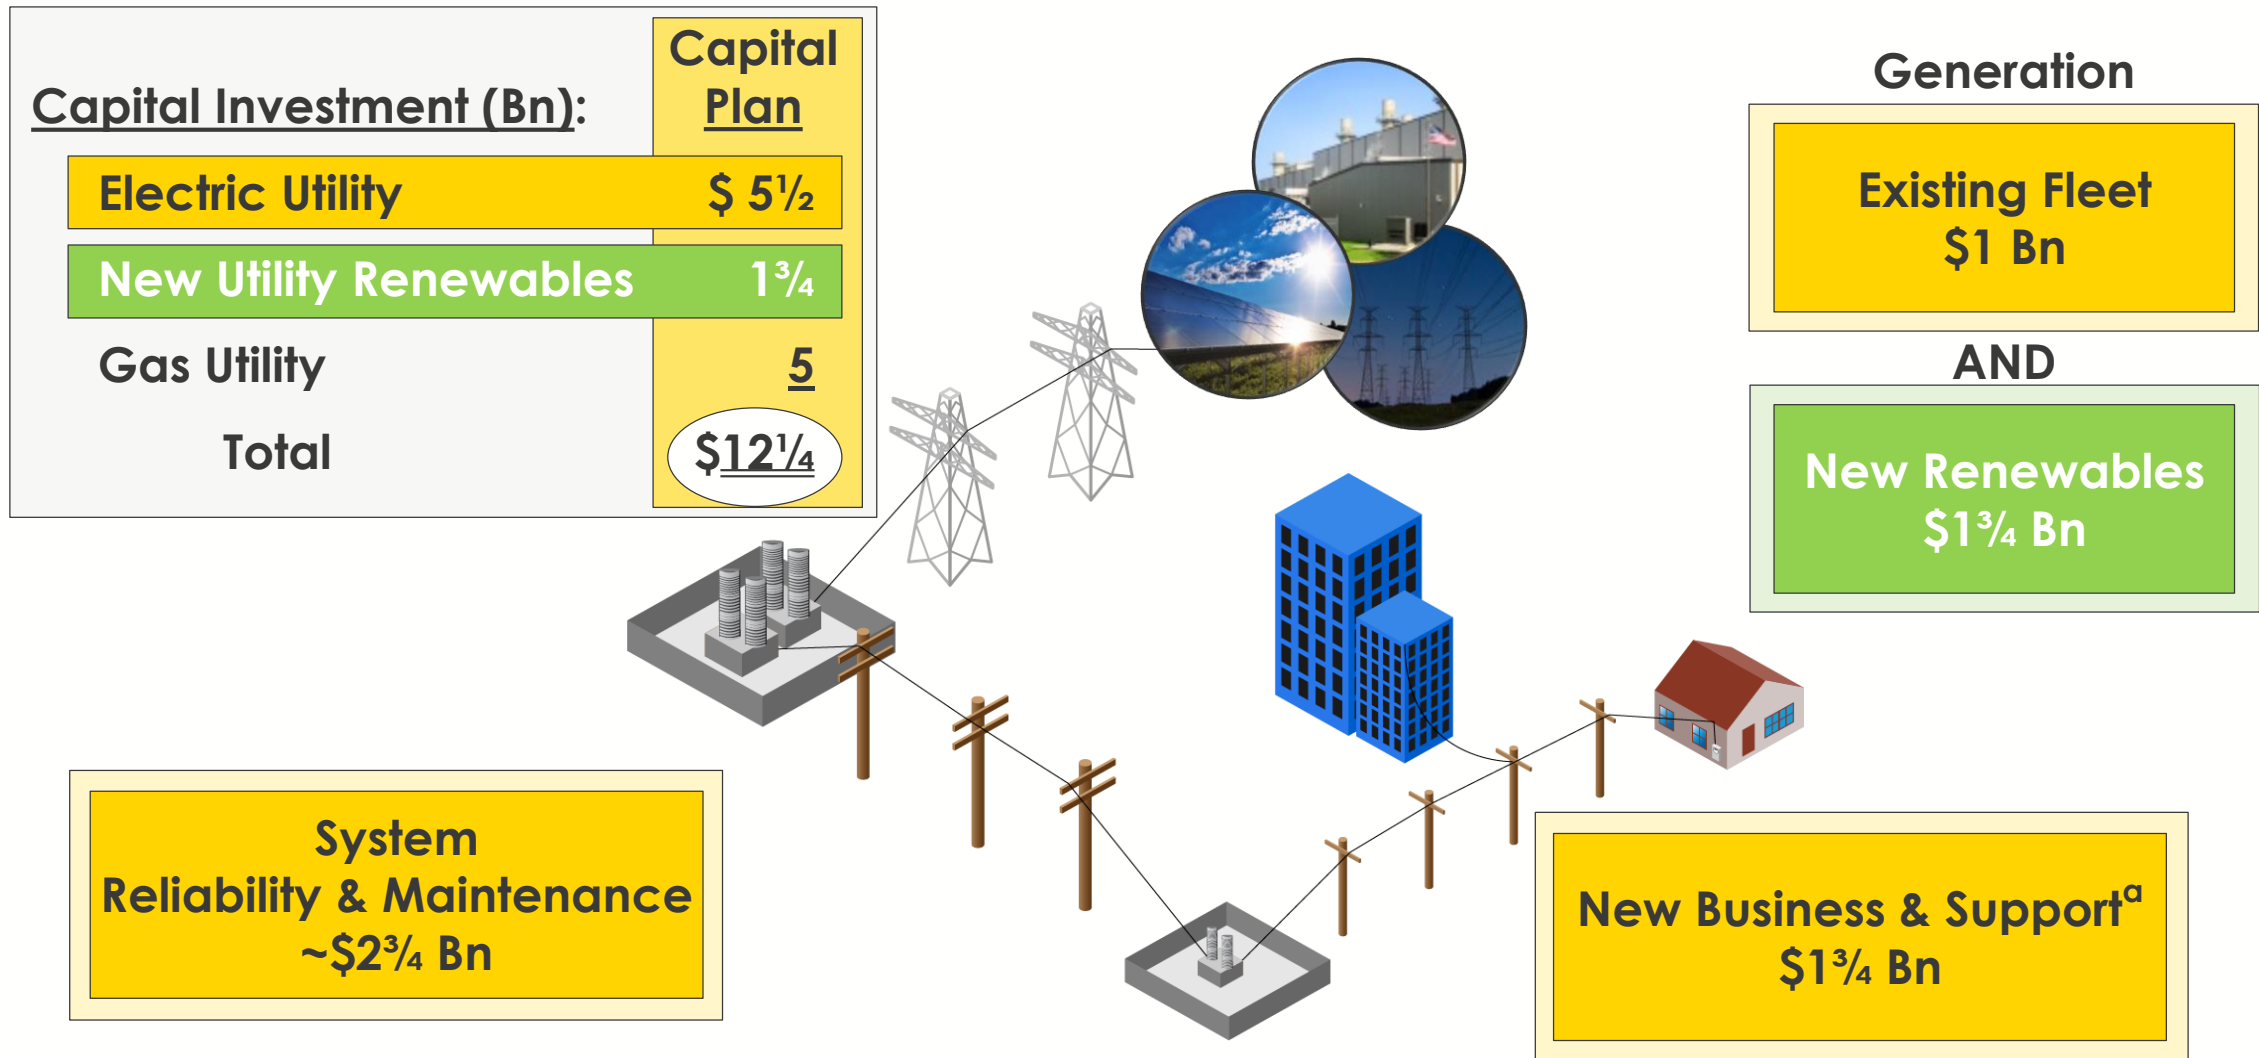 Capital
Capital Investment (Bn): Plan
Electric Utility $ 5½
New Utility Renewables 1¾
Gas Utility 5
Total $12¼
Generation
Existing Fleet
$1 Bn
AND
New Renewables
$1¾ Bn
System
Reliability & Maintenance
~$2¾ Bn
New Business & Supportᵃ
$1¾ Bn